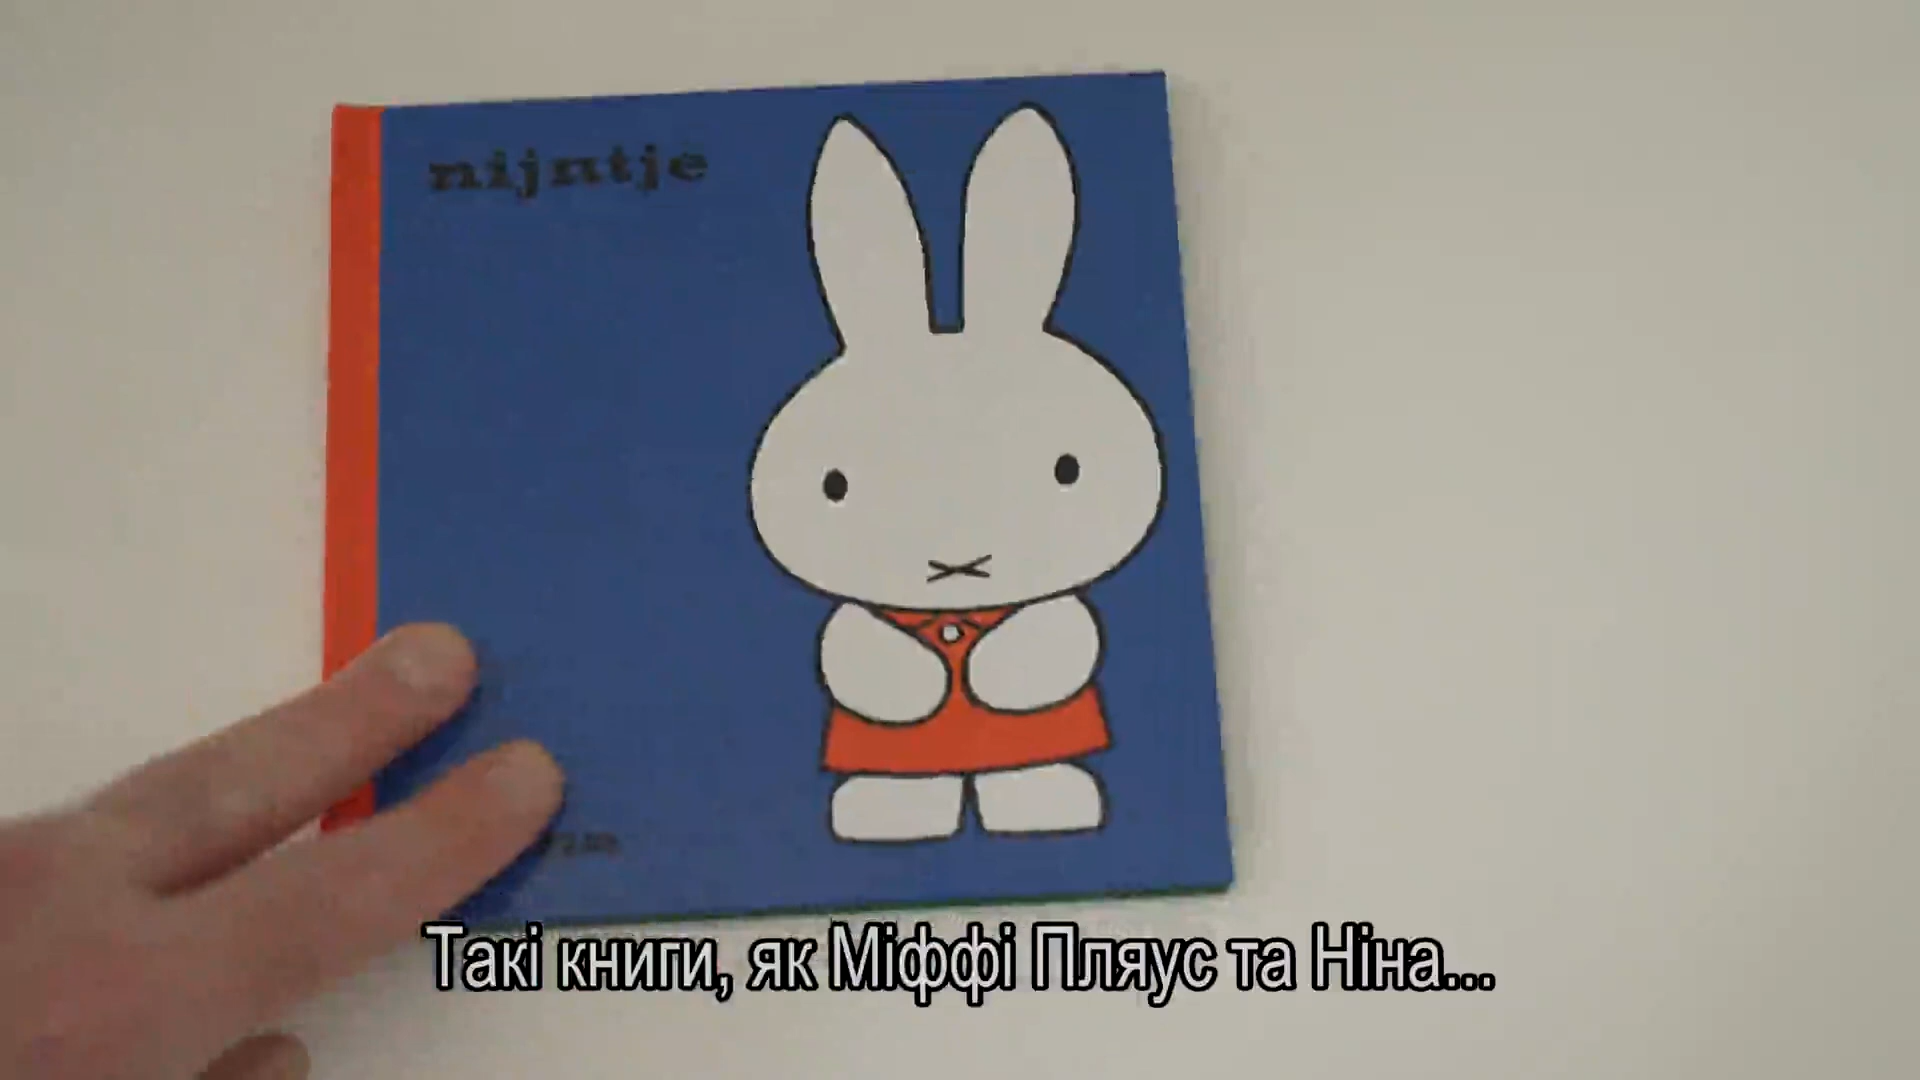 nijntje
Такі книги, як Міффі Пляус та Ніна...